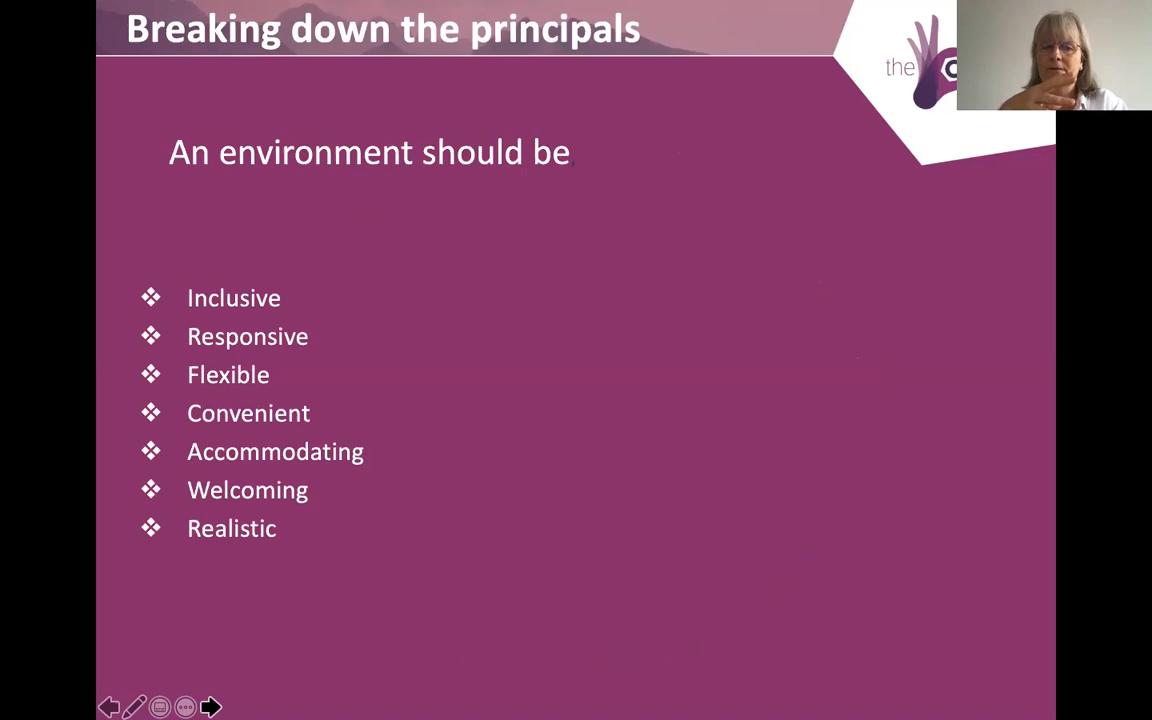 Breaking down the principals
the
An environment should be
Inclusive
Responsive
Flexible
Convenient
Accommodating
Welcoming
Realistic